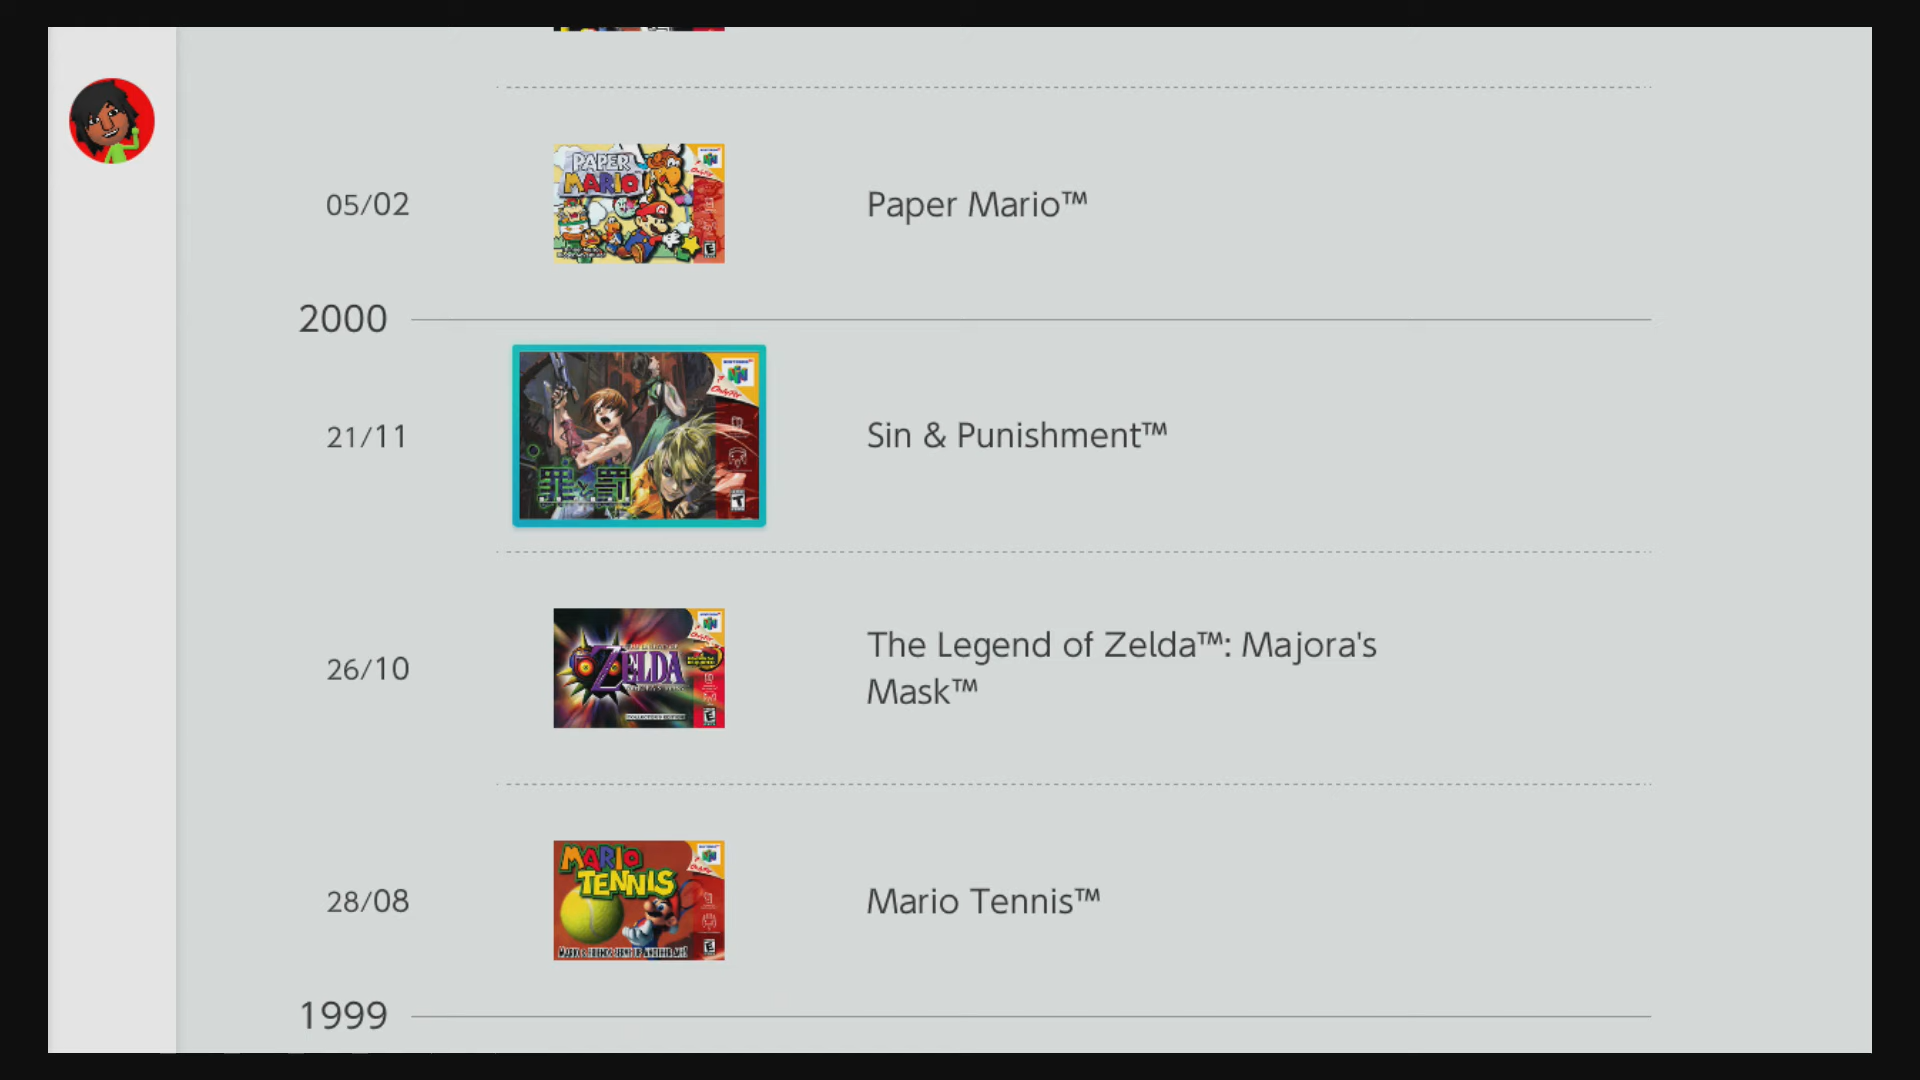 PAPER
MARIO
05/02
Paper Mario™
2000
罪と罰
21/11
Sin & Punishment™
26/10
ZELDA
The Legend of Zelda™: Majora's
Mask™
MARIO
TENNIS
28/08
Mario Tennis™
1999